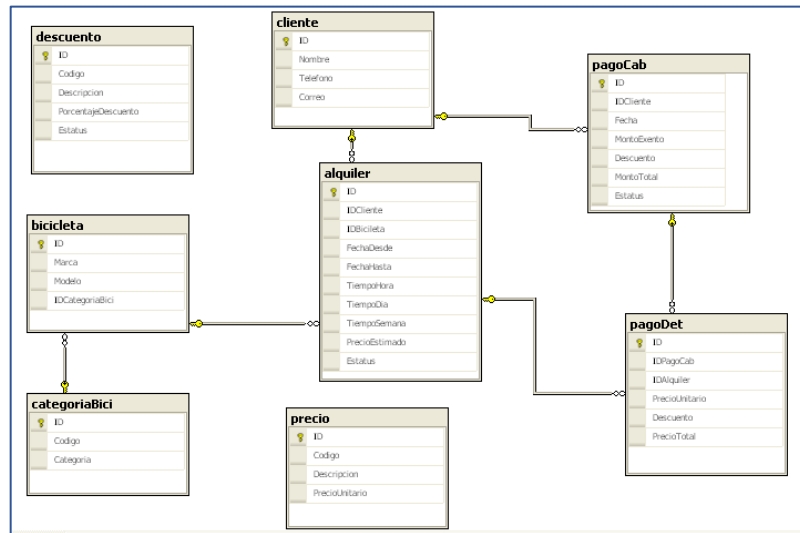 descuento
ID
Codigo
Descripcion
PorcentajeDescuento
Estatus
cliente
ID
Nombre
Telefono
Correo
pagoCab
ID
IDCliente
Fecha
MontoExento
Descuento
MontoTotal
Estatus
alquiler
ID
IDCliente
IDBicileta
FechaDesde
FechaHasta
TiempoHora
TiempoDia
TiempoSemana
PrecioEstimado
Estatus
bicicleta
ID
Marca
Modelo
IDCategoriaBici
pagoDet
ID
IDPagoCab
IDAlquiler
PrecioUnitario
Descuento
PrecioTotal
categoriaBici
ID
Codigo
Categoria
precio
ID
Codigo
Descripcion
PrecioUnitario